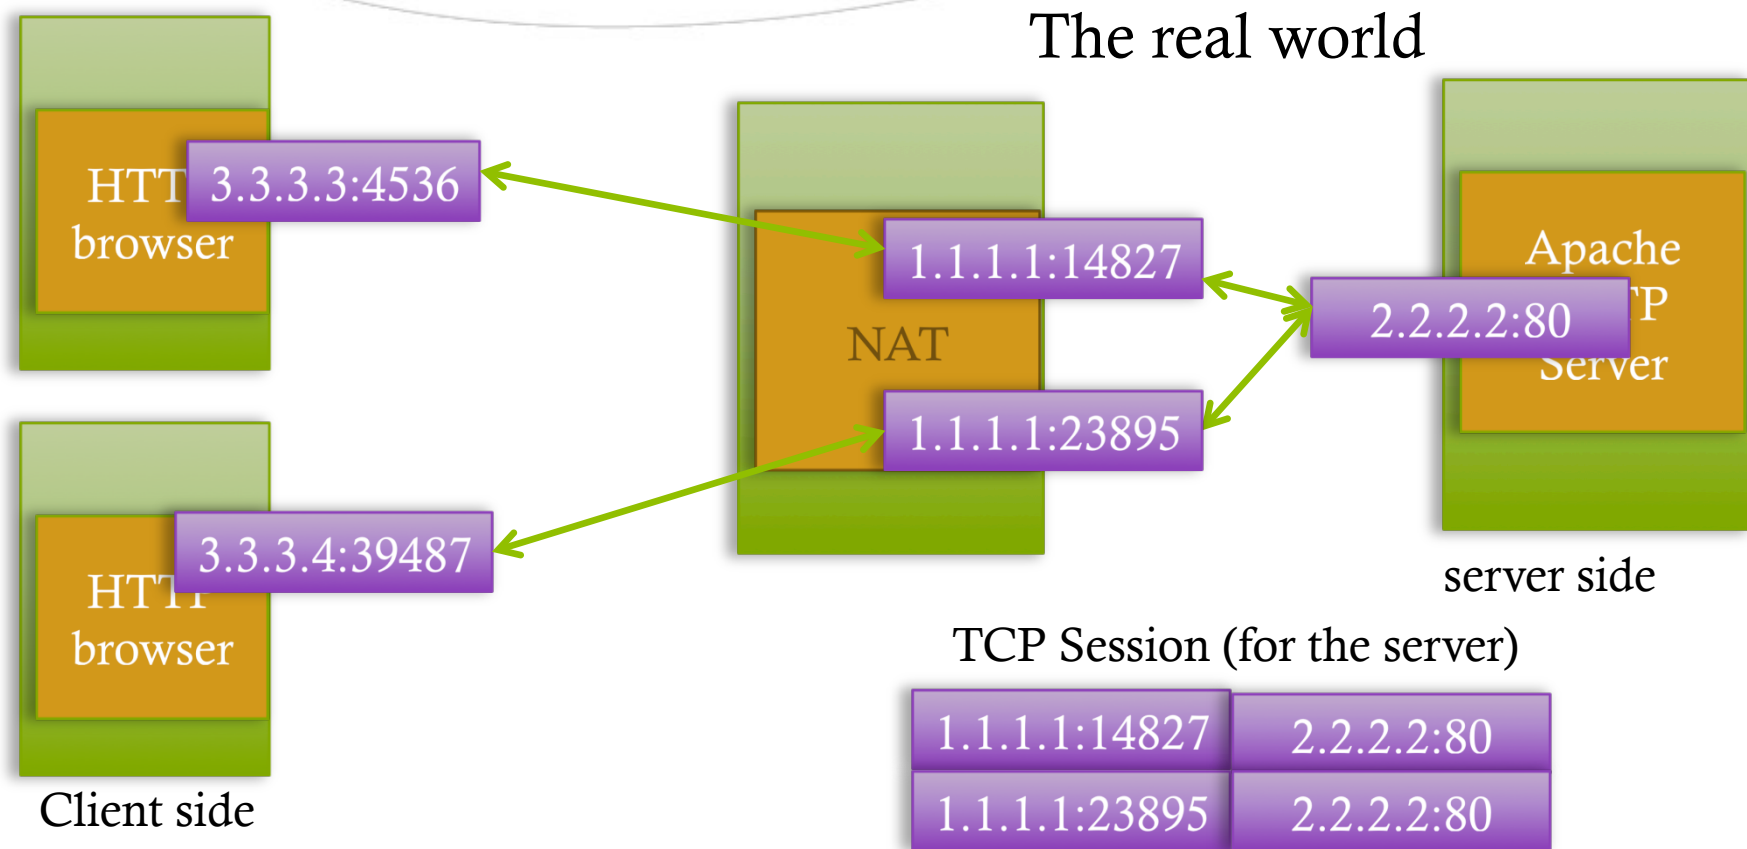 The real world
HTT
browser
3.3.3.3:4536
1.1.1.1:14827
NAT
1.1.1.1:23895
Apache
TP
Server
2.2.2.2:80
HTTP
browser
3.3.3.4:39487
Client side
server side
TCP Session (for the server)
1.1.1.1:14827 2.2.2.2:80
1.1.1.1:23895 2.2.2.2:80